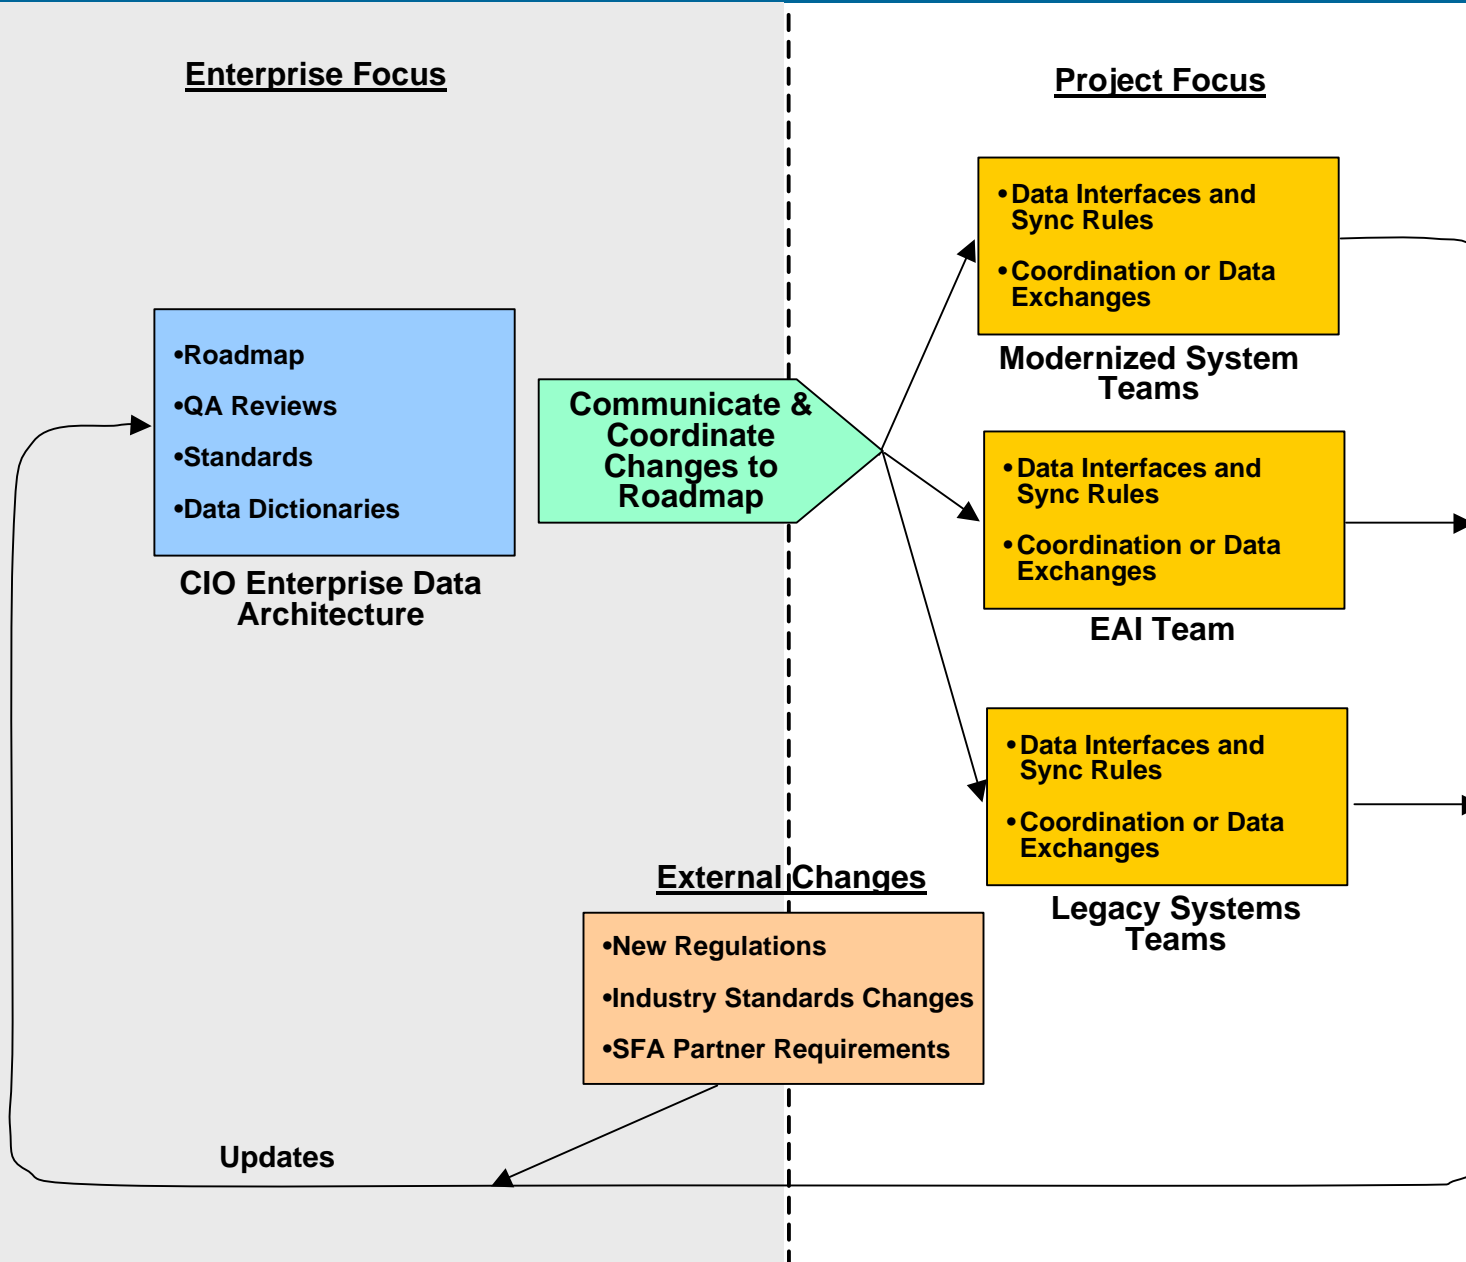 Enterprise Focus
Project Focus
•Data Interfaces and
Sync Rules
•Coordination or Data
Exchanges
Modernized System
Teams
•Roadmap
•QA Reviews
•Standards
•Data Dictionaries
CIO Enterprise Data
Architecture
Communicate &
Coordinate
Changes to
Roadmap
•Data Interfaces and
Sync Rules
•Coordination or Data
Exchanges
EAI Team
•Data Interfaces and
Sync Rules
•Coordination or Data
Exchanges
Legacy Systems
Teams
External Changes
•New Regulations
•Industry Standards Changes
•SFA Partner Requirements
Updates